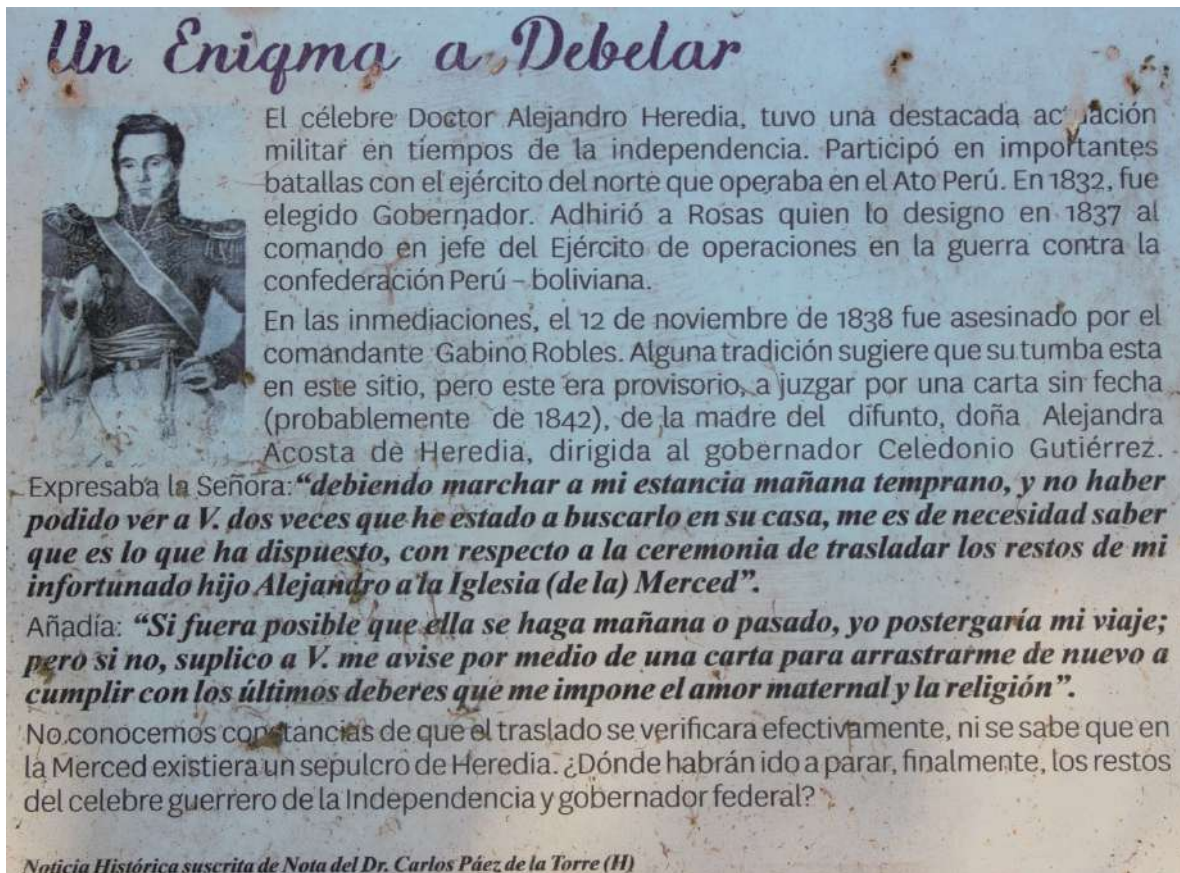 Un Enigma a Debelar
El célebre Doctor Alejandro Heredia, tuvo una destacada actuación
militar en tiempos de la independencia. Participó en importantes
batallas con el ejército del norte que operaba en el Ato Perú. En 1832, fue
elegido Gobernador. Adhirió a Rosas quien lo designo en 1837 al
comando en jefe del Ejército de operaciones en la guerra contra la
confederación Perú – boliviana.
En las inmediaciones, el 12 de noviembre de 1838 fue asesinado por el
comandante Gabino Robles. Alguna tradición sugiere que su tumba esta
en este sitio, pero este era provisorio, a juzgar por una carta sin fecha
(probablemente de 1842), de la madre del difunto, doña Alejandra
Acosta de Heredia, dirigida al gobernador Celedonio Gutiérrez.
Expresaba la Señora: “debiendo marchar a mi estancia mañana temprano, y no haber
podido ver a V. dos veces que he estado a buscarlo en su casa, me es de necesidad saber
que es lo que ha dispuesto, con respecto a la ceremonia de trasladar los restos de mi
infortunado hijo Alejandro a la Iglesia (de la) Merced”.
Añadía: “Si fuera posible que ella se haga mañana o pasado, yo postergaría mi viaje;
pero si no, suplico a V. me avise por medio de una carta para arrastrarme de nuevo a
cumplir con los últimos deberes que me impone el amor maternal y la religión”.
No conocemos constancias de que el traslado se verificara efectivamente, ni se sabe que en
la Merced existiera un sepulcro de Heredia. ¿Dónde habrán ido a parar, finalmente, los restos
del celebre guerrero de la Independencia y gobernador federal?
Noticia Histórica suscrita de Nota del Dr. Carlos Páez de la Torre (H)